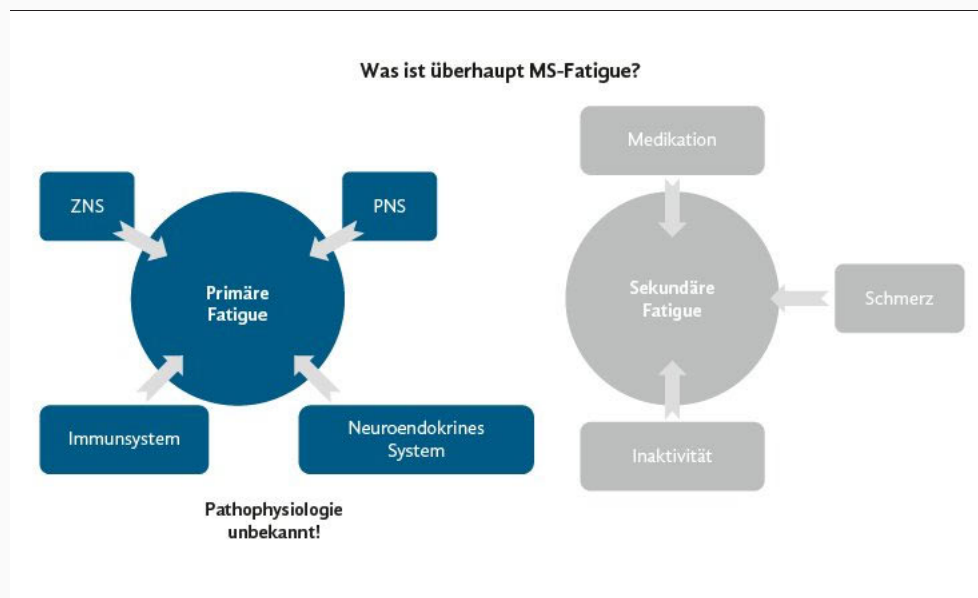 Was ist überhaupt MS-Fatigue?
ZNS
PNS
Primäre
Fatigue
Immunsystem
Neuroendokrines
System
Pathophysiologie
unbekannt!
Medikation
Sekundäre
Fatigue
Schmerz
Inaktivität